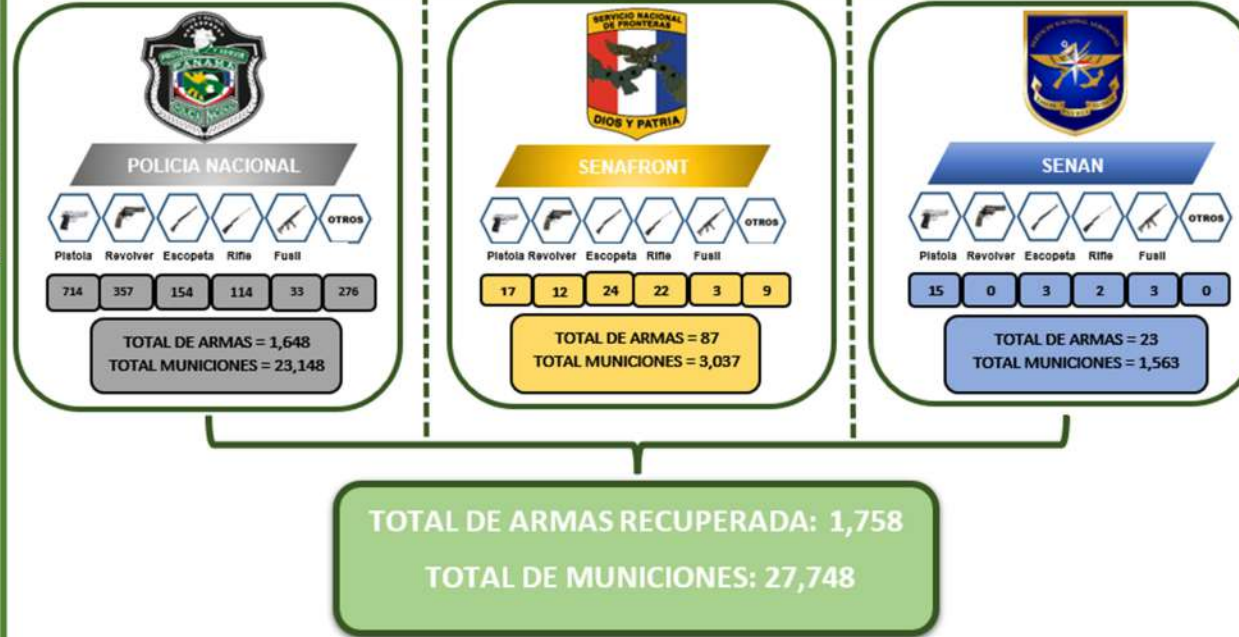 PANAMA
POLICIA NACIONAL
OTROS
Pistola Revolver Escopeta Rifle Fusil
714 357 154 114 33 276
TOTAL DE ARMAS = 1,648
TOTAL MUNICIONES = 23,148
SERVICIO NACIONAL
DE FRONTERAS
DIOS Y PATRIA
SENAFRONT
OTROS
Pistola Revolver Escopeta Rifle Fusil
17 12 24 22 3 9
TOTAL DE ARMAS = 87
TOTAL MUNICIONES = 3,037
SENAN
OTROS
Pistola Revolver Escopeta Rifle Fusil
15 0 3 2 3 0
TOTAL DE ARMAS = 23
TOTAL MUNICIONES = 1,563
TOTAL DE ARMAS RECUPERADA: 1,758
TOTAL DE MUNICIONES: 27,748